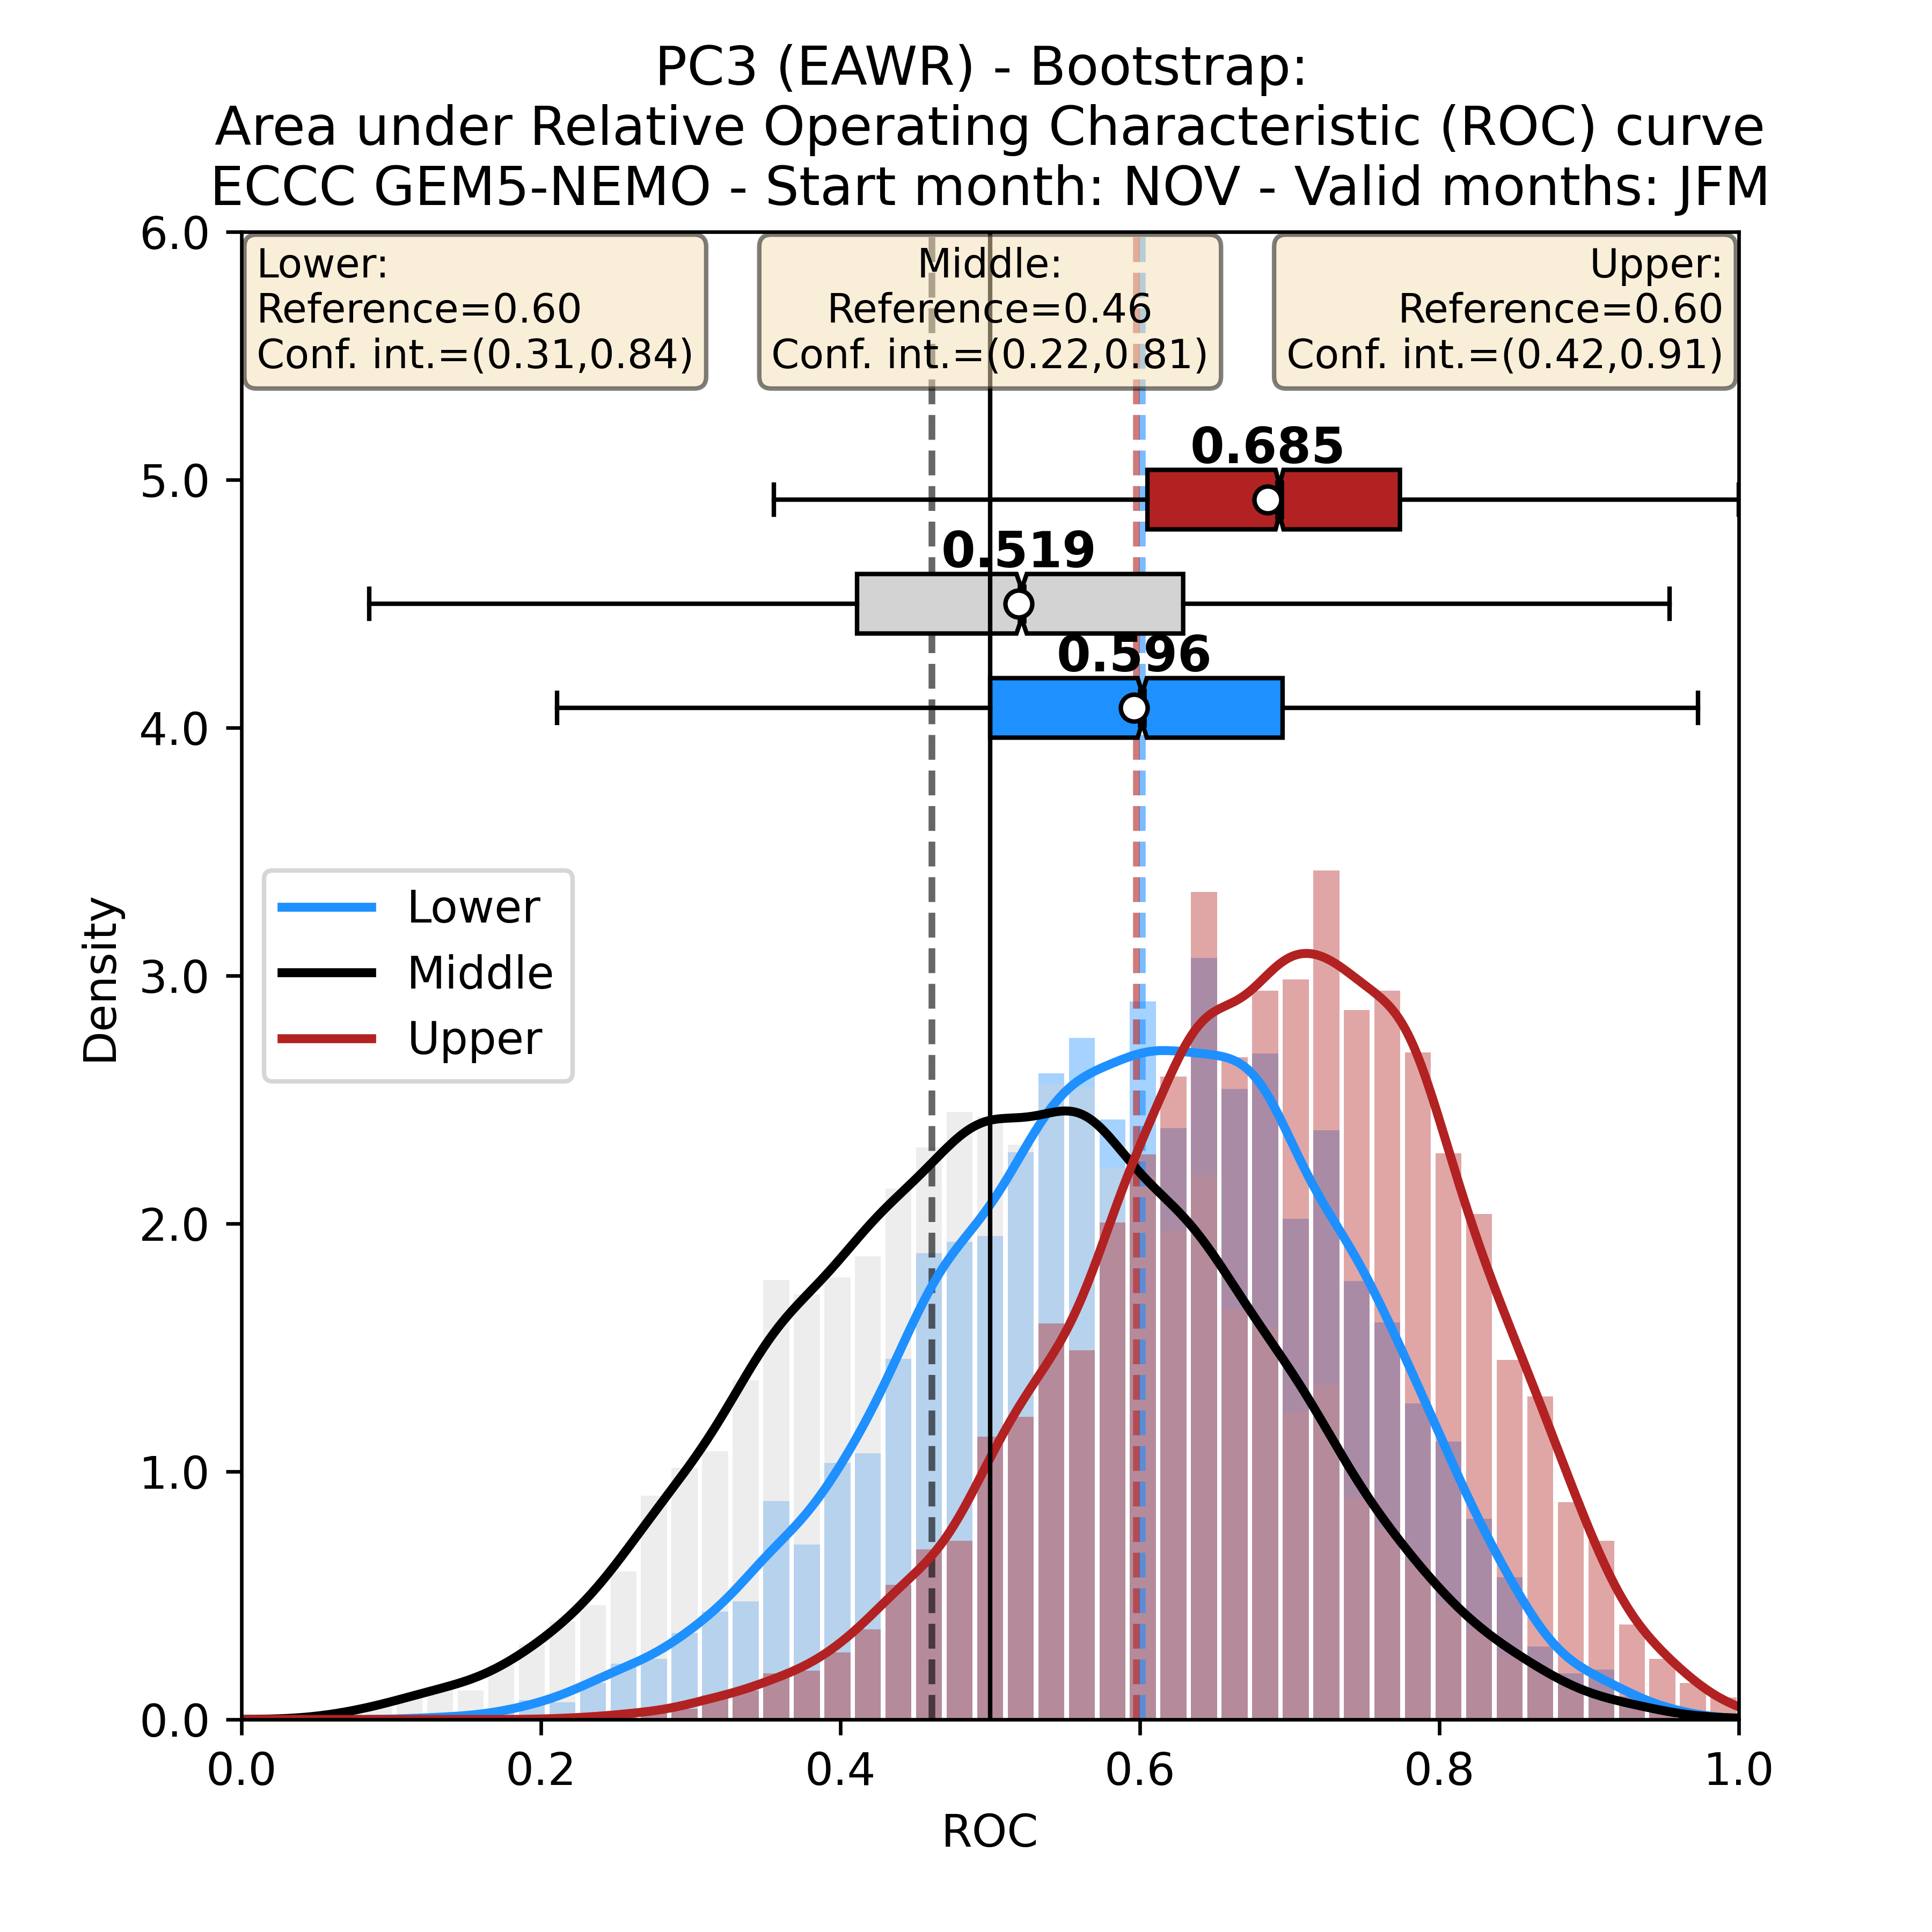 PC3 (EAWR) - Bootstrap:
Area under Relative Operating Characteristic (ROC) curve
ECCC GEM5-NEMO - Start month: NOV - Valid months: JFM
Lower:
Reference=0.60
Conf. int.=(0.31,0.84)
Middle:
Reference=0.46
Conf. int.=(0.22,0.81)
Upper:
Reference=0.60
Conf. int.=(0.42,0.91)
0.685
0.519
0.596
Lower
Middle
Upper
Density
6.0
5.0
4.0
3.0
2.0
1.0
0.0
0.0 0.2 0.4 0.6 0.8 1.0
ROC